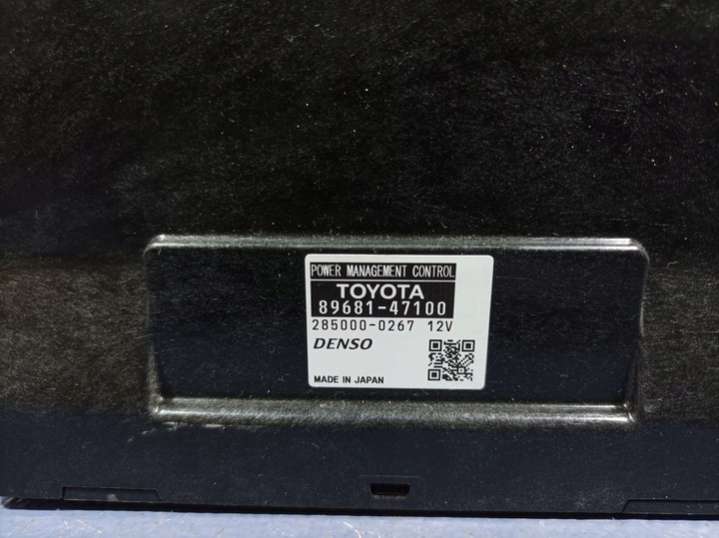 POWER MANAGEMENT CONTROL
TOYOTA
89681-47100
285000-0267 12V
DENSO
MADE IN JAPAN